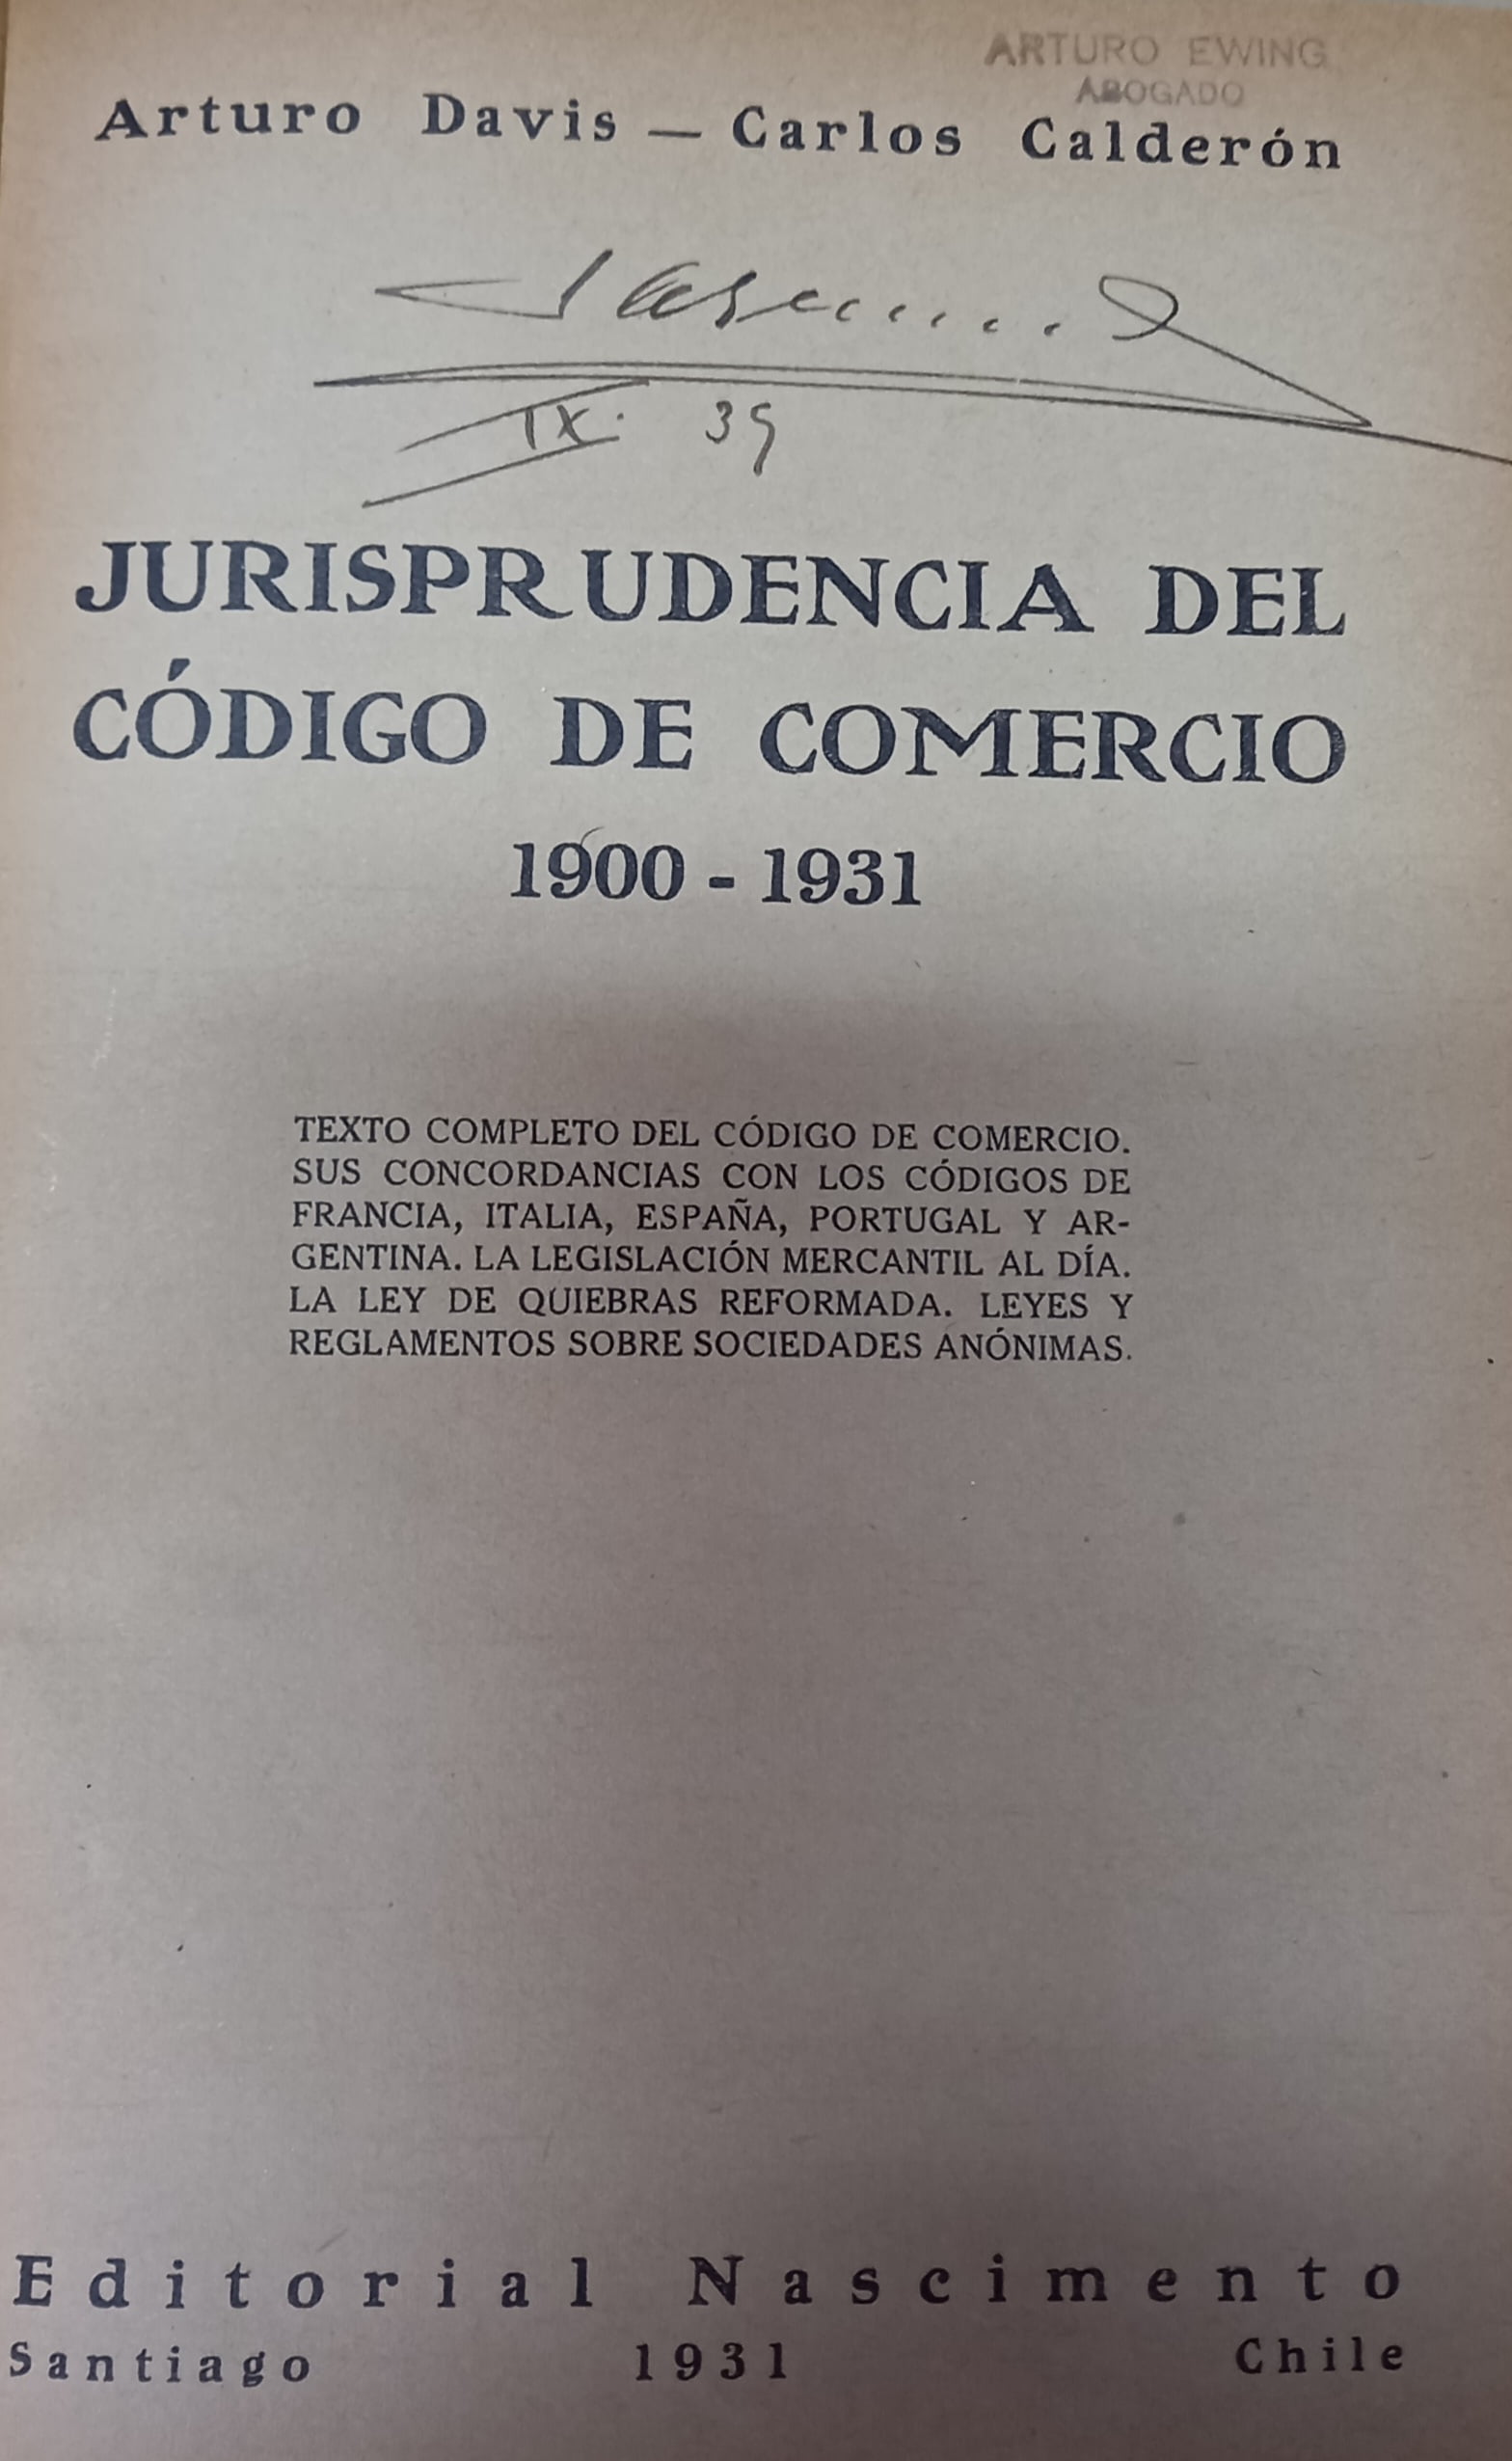 ARTURO EWING
ABOGADO
Arturo Davis — Carlos Calderón
IX. 39
JURISPRUDENCIA DEL
CÓDIGO DE COMERCIO
1900 - 1931
TEXTO COMPLETO DEL CÓDIGO DE COMERCIO.
SUS CONCORDANCIAS CON LOS CÓDIGOS DE
FRANCIA, ITALIA, ESPAÑA, PORTUGAL Y AR-
GENTINA. LA LEGISLACIÓN MERCANTIL AL DÍA.
LA LEY DE QUIEBRAS REFORMADA. LEYES Y
REGLAMENTOS SOBRE SOCIEDADES ANÓNIMAS.
Editorial Nascimento
Santiago 1931 Chile